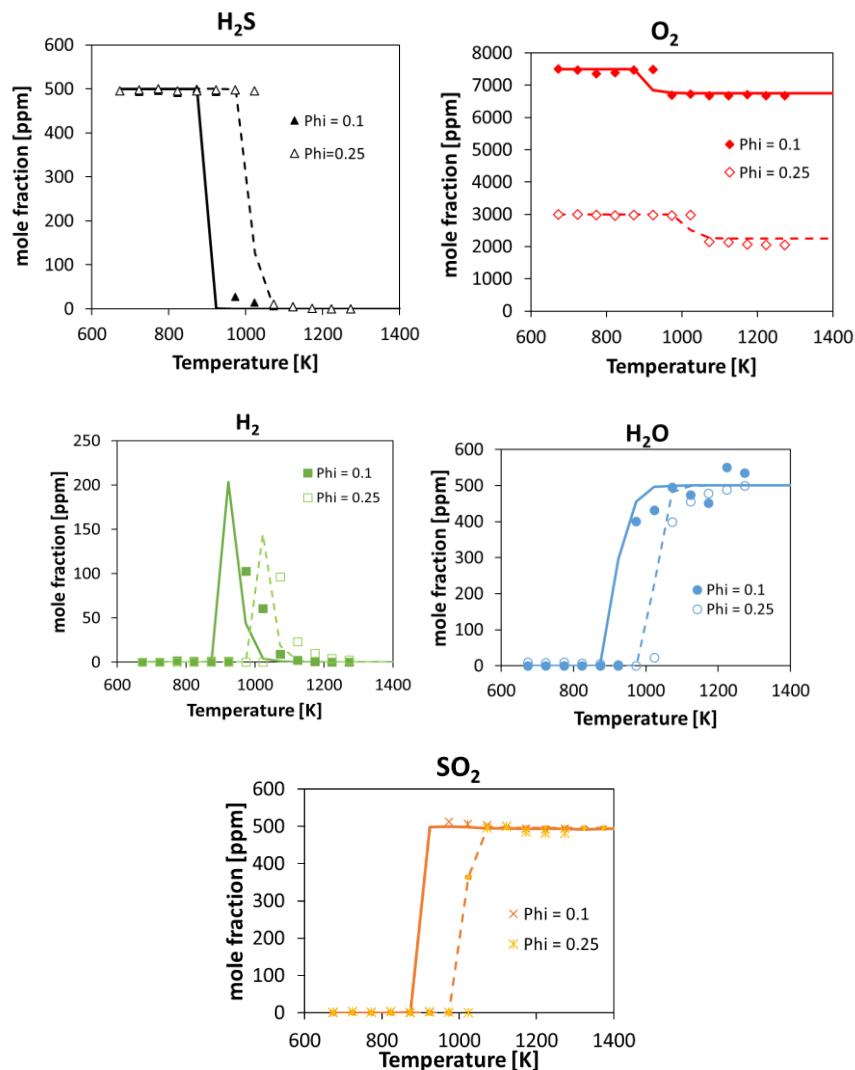 H₂S
mole fraction [ppm]
600
500
400
300
200
100
0
Phi = 0.1
Phi=0.25
600 800 1000 1200 1400
Temperature [K]
O₂
mole fraction [ppm]
8000
7000
6000
5000
4000
3000
2000
1000
0
Phi = 0.1
Phi = 0.25
600 800 1000 1200 1400
Temperature [K]
H₂
mole fraction [ppm]
250
200
150
100
50
0
Phi = 0.1
Phi = 0.25
600 800 1000 1200 1400
Temperature [K]
H₂O
mole fraction [ppm]
600
500
400
300
200
100
0
Phi = 0.1
Phi = 0.25
600 800 1000 1200 1400
Temperature [K]
SO₂
mole fraction [ppm]
600
500
400
300
200
100
0
Phi = 0.1
Phi = 0.25
600 800 1000 1200 1400
Temperature [K]